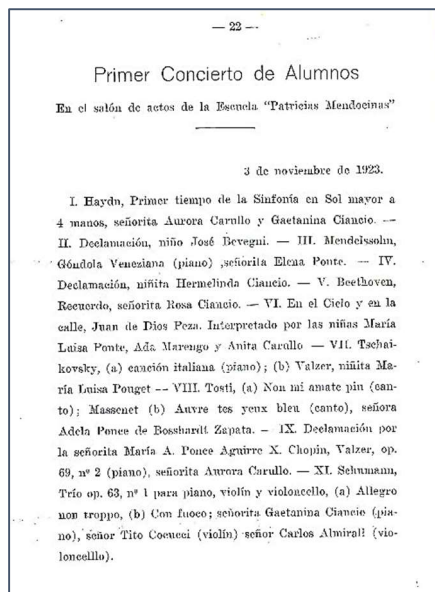 — 22 —
Primer Concierto de Alumnos
En el salón de actos de la Escuela "Patricias Mendocinas"
3 de noviembre de 1923.
I. Haydn, Primer tiempo de la Sinfonía en Sol mayor a
4 manos, señorita Aurora Carullo y Gaetanina Ciancio. —
II. Declamación, niño José Bevegni. — III. Mendelssohn,
Góndola Veneziana (piano) ,señorita Elena Ponte. — IV.
Declamación, niñita Hermelinda Ciancio. — V. Beethoven,
Recuerdo, señorita Rosa Ciancio. — VI. En el Cielo y en la
calle, Juan de Dios Peza. Interpretado por las niñas María
Luisa Ponte, Ada Marengo y Anita Carullo — VII. Tschai-
kovsky, (a) canción italiana (piano); (b) Valzer, niñita Ma-
ría Luisa Pouget -- VIII. Tosti, (a) Non mi amate pin (can-
to); Massenet (b) Auvre tes yeux bleu (canto), señora
Adela Ponce de Bosshardt Zapata. - IX. Declamación por
la señorita María A. Ponce Aguirre X. Chopin, Valzer, op.
69, nº 2 (piano), señorita Aurora Carullo. — XI. Schumann,
Trío op. 63, nº 1 para piano, violín y violoncello, (a) Allegro
non troppo, (b) Con fuoco; señorita Gaetanina Ciancio (pia-
no), señor Tito Cocucci (violín) señor Carlos Almirall (vio-
loncelllo).